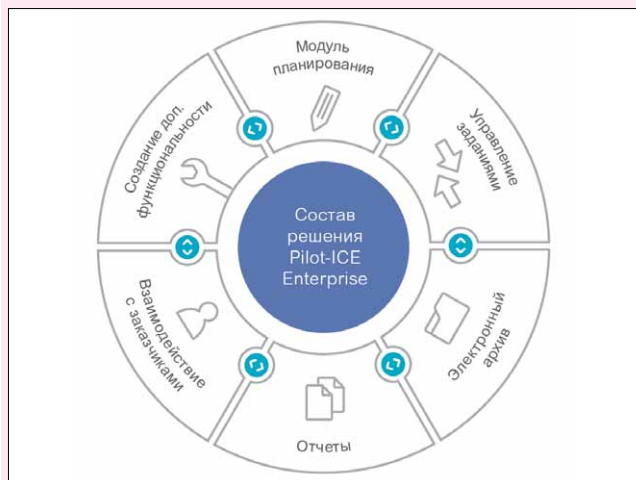 Модуль
планирования
Управление
заданиями
Электронный
архив
Отчеты
Взаимодействие
с заказчиками
Создание доп.
функциональности
Состав
решения
Pilot-ICE
Enterprise